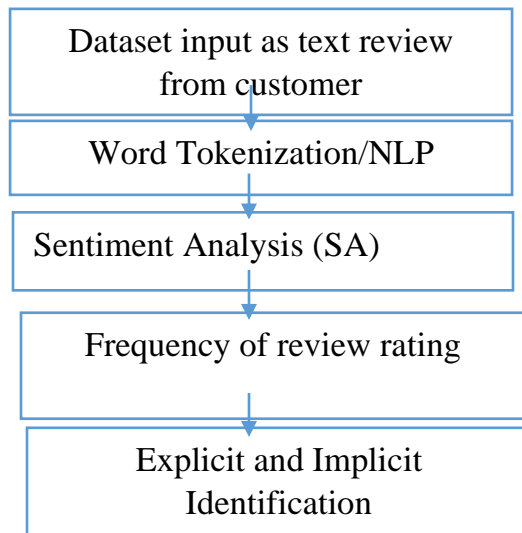 Dataset input as text review
from customer
Word Tokenization/NLP
Sentiment Analysis (SA)
Frequency of review rating
Explicit and Implicit
Identification